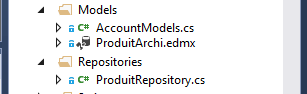 Models
C# AccountModels.cs
ProduitArchi.edmx
Repositories
C# ProduitRepository.cs